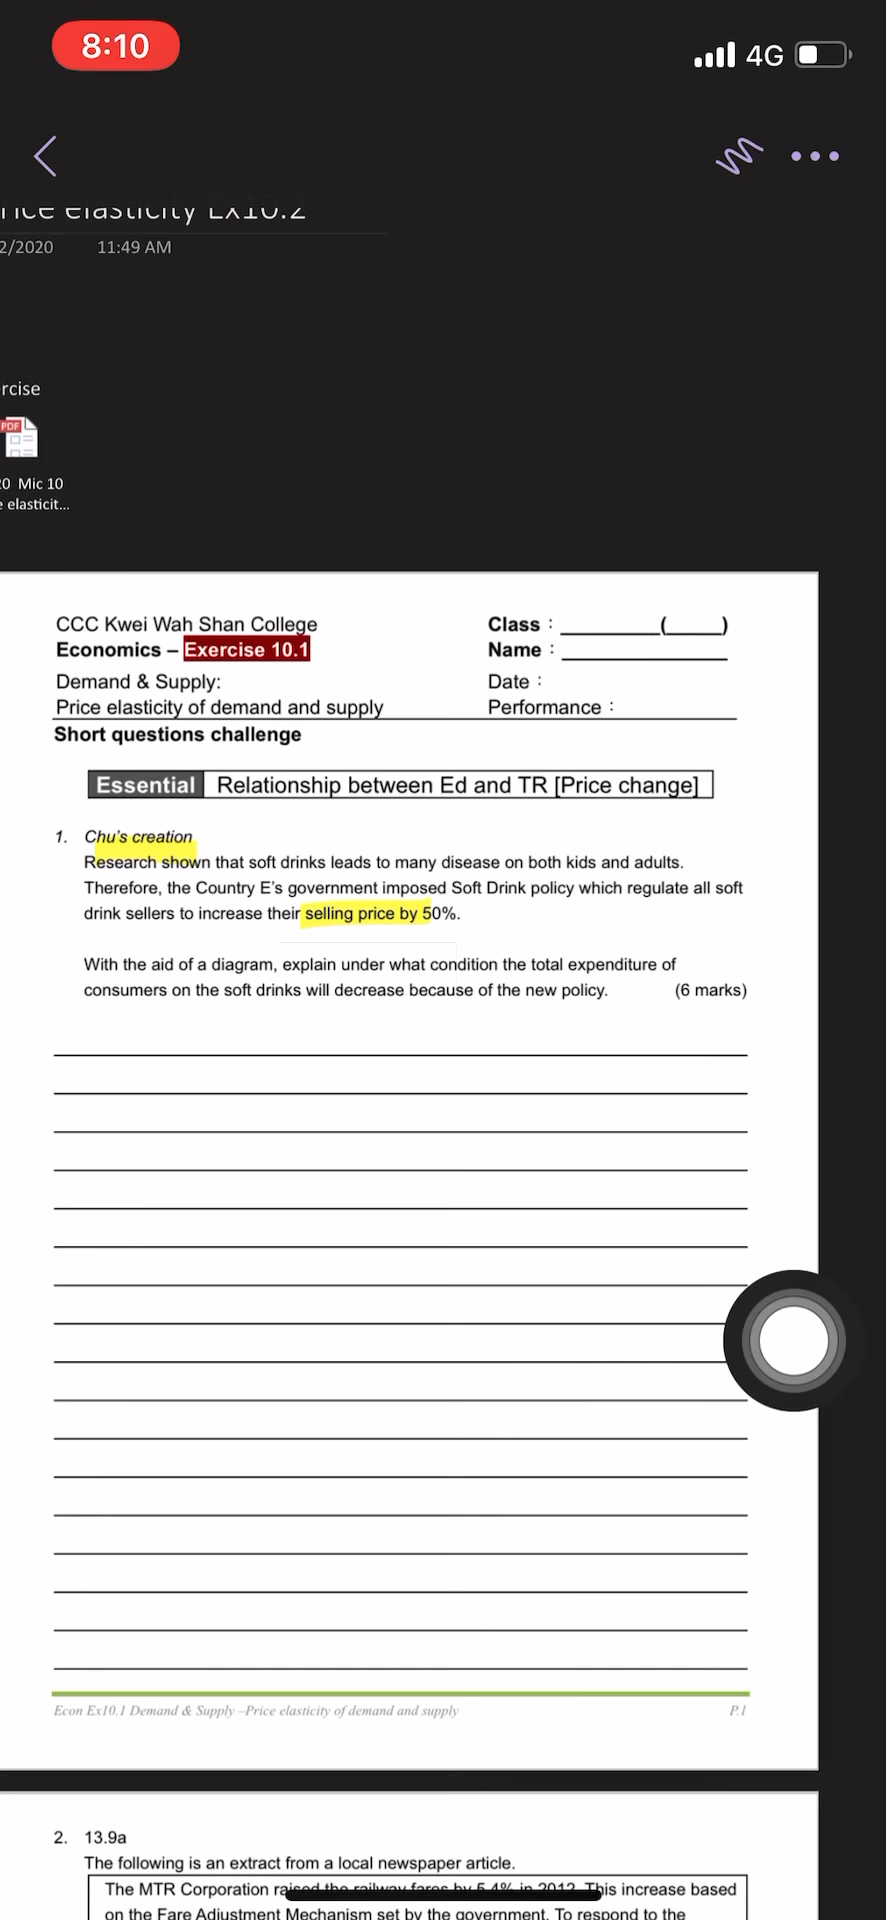 8:10
4G
elasticity Ex10.2
2/2020 11:49 AM
PDF
Mic 10
CCC Kwei Wah Shan College
Class : ________(____)
Economics – Exercise 10.1
Name :
Demand & Supply:
Date :
Price elasticity of demand and supply
Performance :
Short questions challenge
Essential Relationship between Ed and TR [Price change]
1. Chu's creation
Research shown that soft drinks leads to many disease on both kids and adults.
Therefore, the Country E's government imposed Soft Drink policy which regulate all soft
drink sellers to increase their selling price by 50%.
With the aid of a diagram, explain under what condition the total expenditure of
consumers on the soft drinks will decrease because of the new policy. (6 marks)
Econ Ex10.1 Demand & Supply –Price elasticity of demand and supply P.1
2. 13.9a
The following is an extract from a local newspaper article.
The MTR Corporation raised the railway fares by 5.4% in 2012. This increase based
on the Fare Adjustment Mechanism set by the government. To respond to the